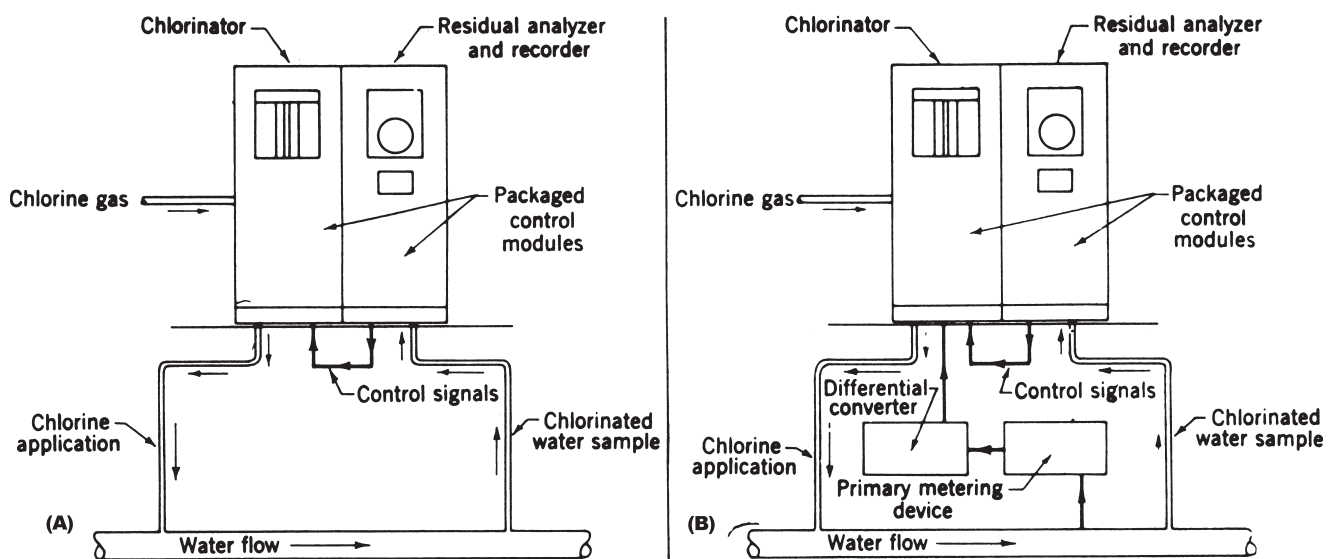 Chlorinator
Residual analyzer
and recorder
Chlorine gas
Packaged
control
modules
Control signals
Chlorine
application
Chlorinated
water sample
(A)
Water flow
Chlorinator
Residual analyzer
and recorder
Chlorine gas
Packaged
control
modules
Differential
converter
Control signals
Chlorine
application
Chlorinated
water sample
Primary metering
device
(B)
Water flow